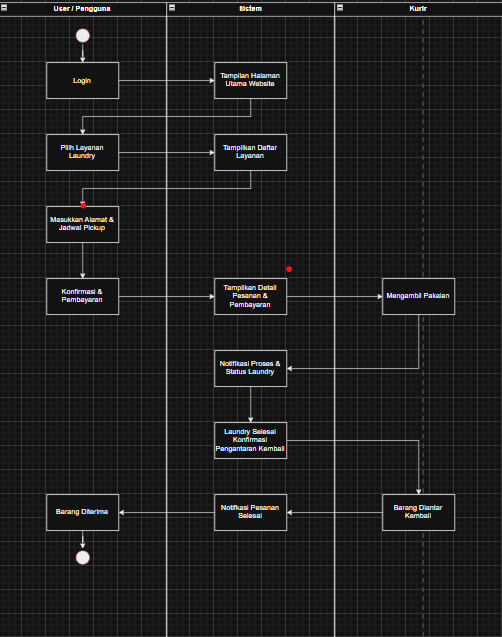 User / Pengguna
Sistem
Kurir
Login
Tampilan Halaman
Utama Website
Pilih Layanan
Laundry
Tampilkan Daftar
Layanan
Masukkan Alamat &
Jadwal Pickup
Konfirmasi &
Pembayaran
Tampilkan Detail
Pesanan &
Pembayaran
Mengambil Pakaian
Notifikasi Proses &
Status Laundry
Laundry Selesai
Konfirmasi
Pengantaran Kembali
Barang Diterima
Notifkasi Pesanan
Selesai
Barang Diantar
Kembali